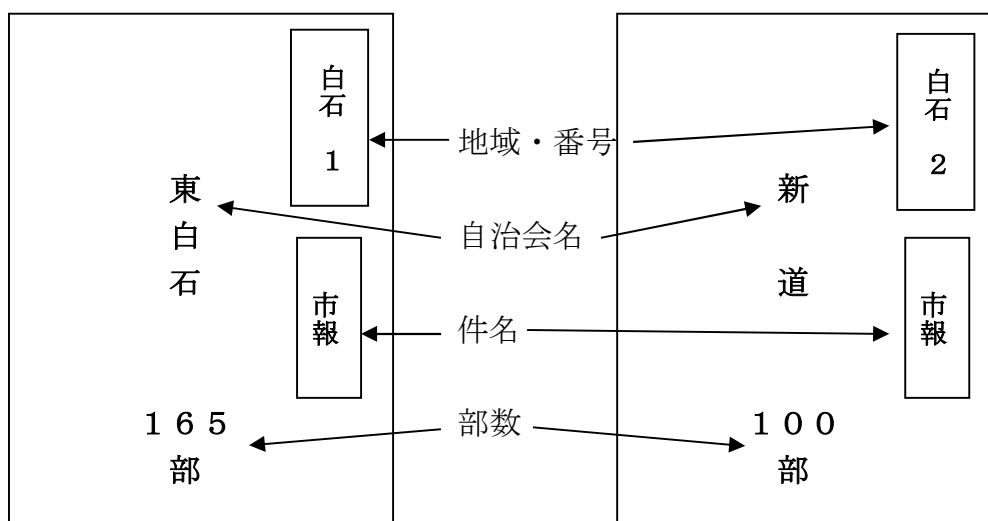 白石 1
東白石
市報
165
部
地域・番号
自治会名
件名
部数
白石 2
新道
市報
100
部